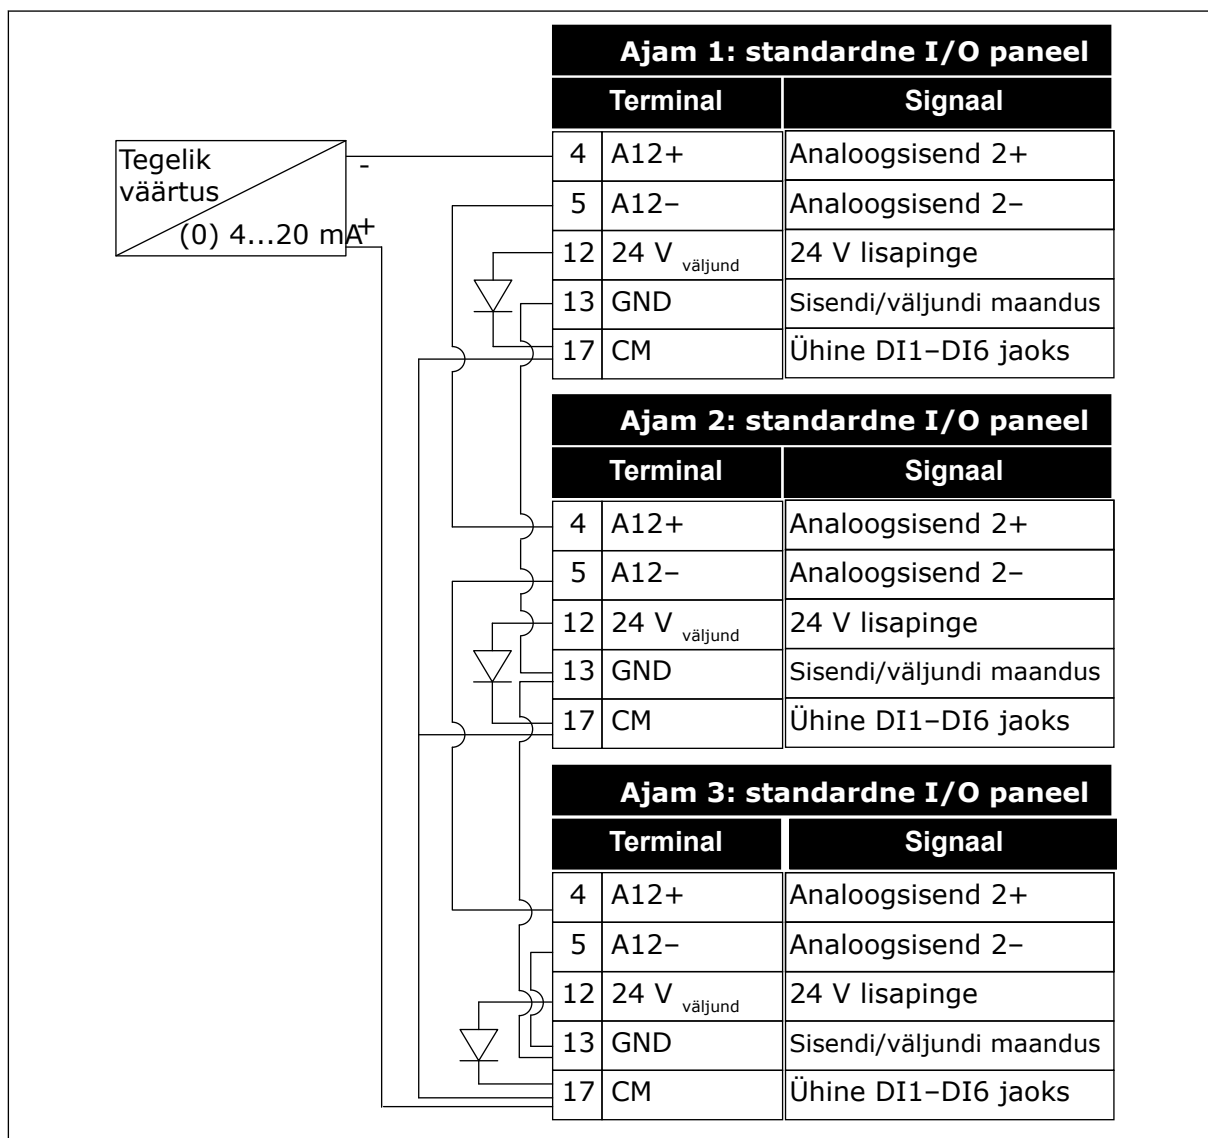 Ajam 1: standardne I/O paneel
Terminal Signaal
4 A12+ Analoogsisend 2+
5 A12– Analoogsisend 2–
12 24 V väljund 24 V lisapinge
13 GND Sisendi/väljundi maandus
17 CM Ühine DI1–DI6 jaoks
Tegelik
väärtus
(0) 4...20 mA
-
+
Ajam 2: standardne I/O paneel
Terminal Signaal
4 A12+ Analoogsisend 2+
5 A12– Analoogsisend 2–
12 24 V väljund 24 V lisapinge
13 GND Sisendi/väljundi maandus
17 CM Ühine DI1–DI6 jaoks
Ajam 3: standardne I/O paneel
Terminal Signaal
4 A12+ Analoogsisend 2+
5 A12– Analoogsisend 2–
12 24 V väljund 24 V lisapinge
13 GND Sisendi/väljundi maandus
17 CM Ühine DI1–DI6 jaoks